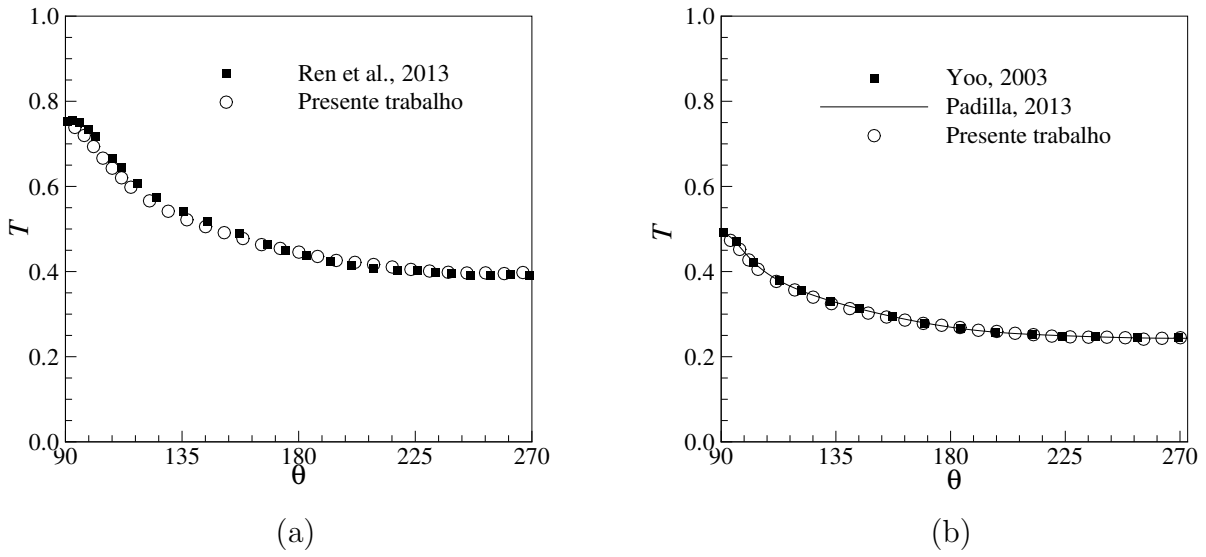 1.0
0.8
0.6
0.4
0.2
0.0
T
Ren et al., 2013
Presente trabalho
90 135 180 225 270
θ
(a)
1.0
0.8
0.6
0.4
0.2
0.0
T
Yoo, 2003
Padilla, 2013
Presente trabalho
90 135 180 225 270
θ
(b)